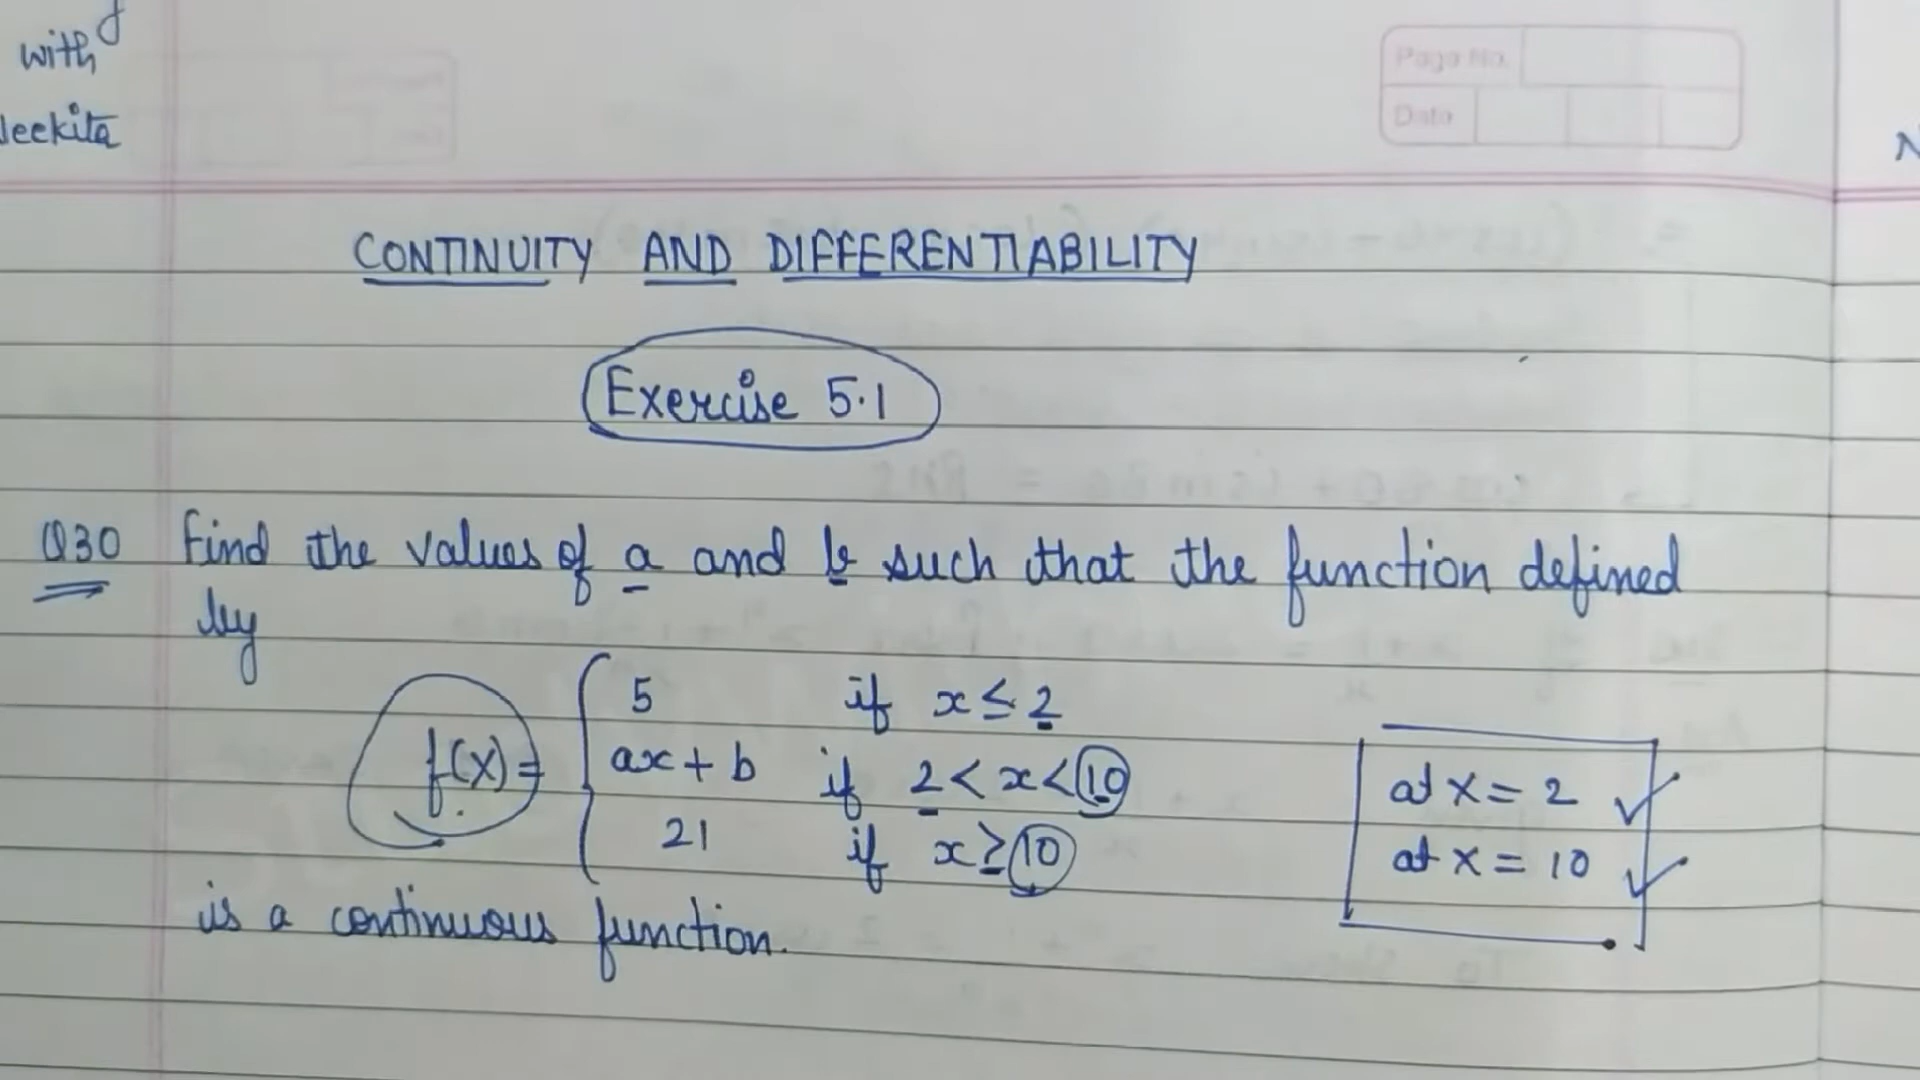 with
Page No.
Date
CONTINUITY AND DIFFERENTIABILITY
Exercise 5.1
Q30 Find the values of a and b such that the function defined
by
f(x) = { 5 if x ≤ 2
ax + b if 2 < x < 10
21 if x ≥ 10
at x = 2 ✓
at x = 10 ✓
is a continuous function.